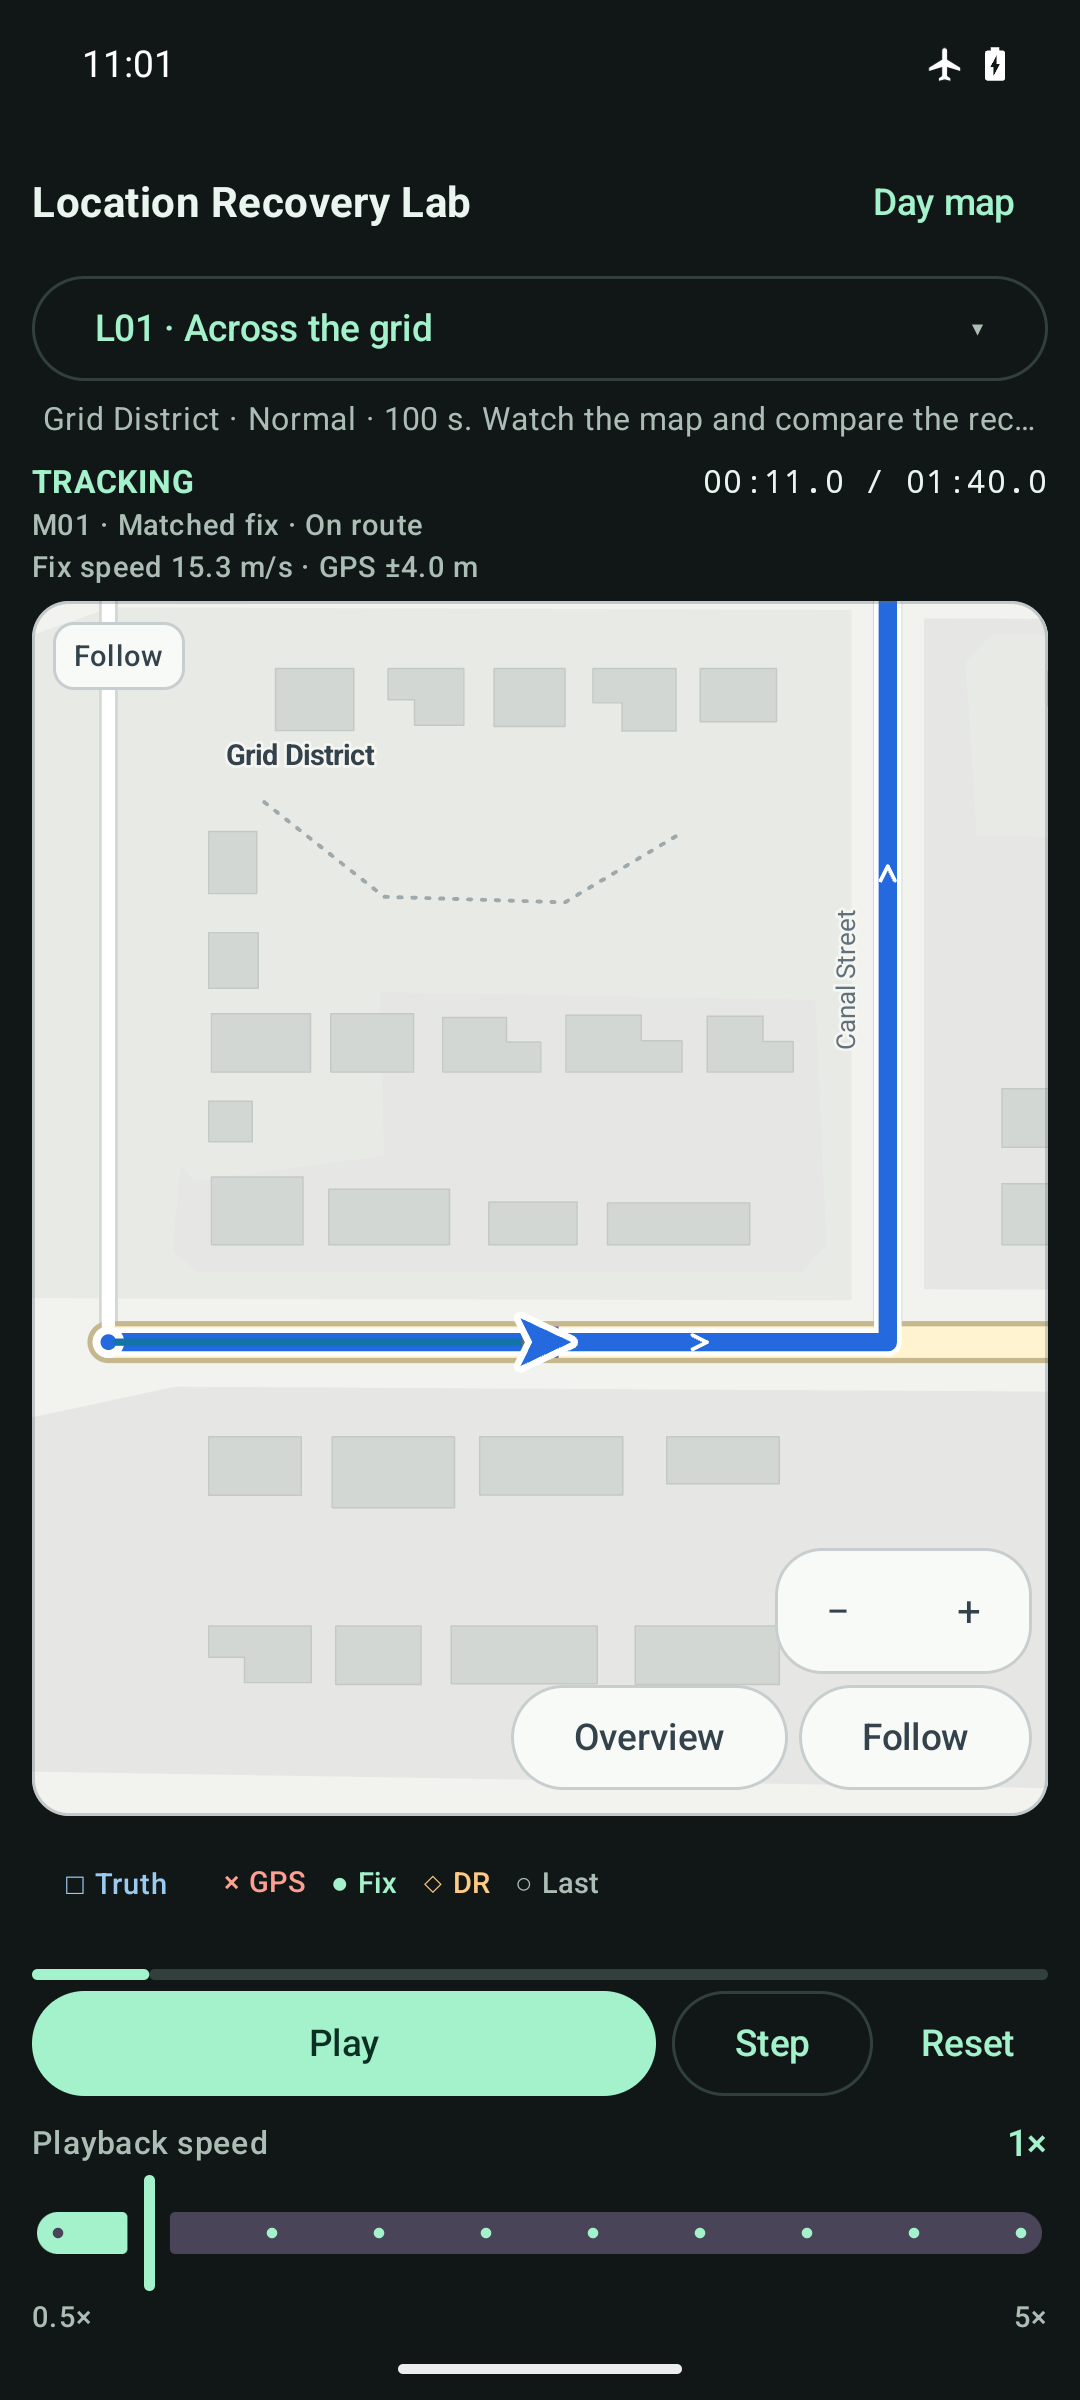 11:01
Location Recovery Lab
Day map
L01 · Across the grid
Grid District · Normal · 100 s. Watch the map and compare the rec…
TRACKING
00:11.0 / 01:40.0
M01 · Matched fix · On route
Fix speed 15.3 m/s · GPS ±4.0 m
Follow
Grid District
Canal Street
− +
Overview
Follow
□ Truth × GPS ● Fix ◇ DR ○ Last
Play
Step
Reset
Playback speed
1×
0.5×
5×